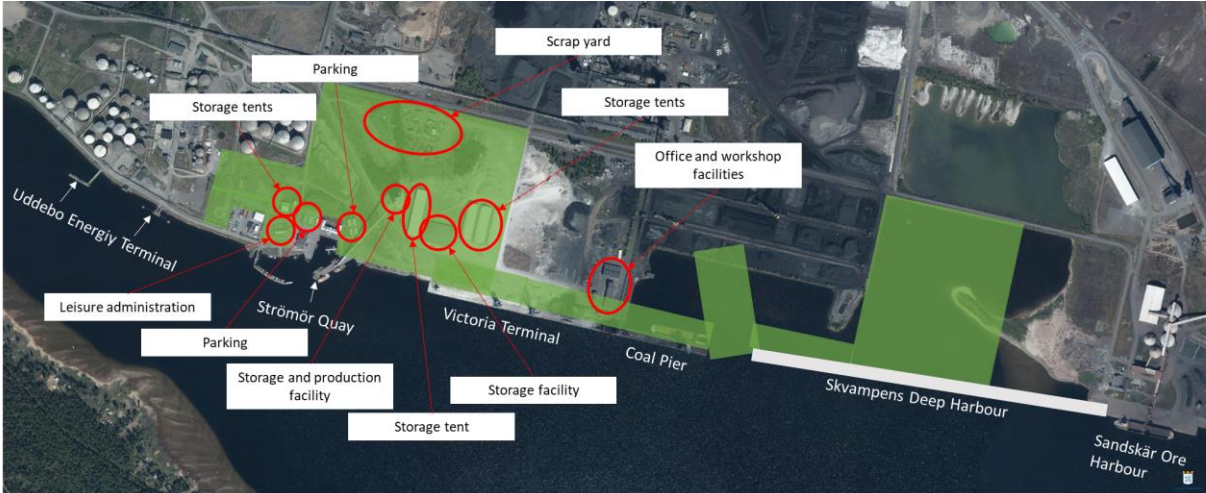 Scrap yard
Parking
Storage tents
Storage tents
Office and workshop
facilities
Uddebo Energiy Terminal
Leisure administration
Strömör Quay
Parking
Victoria Terminal
Storage and production
facility
Storage facility
Storage tent
Coal Pier
Skvampens Deep Harbour
Sandskär Ore
Harbour